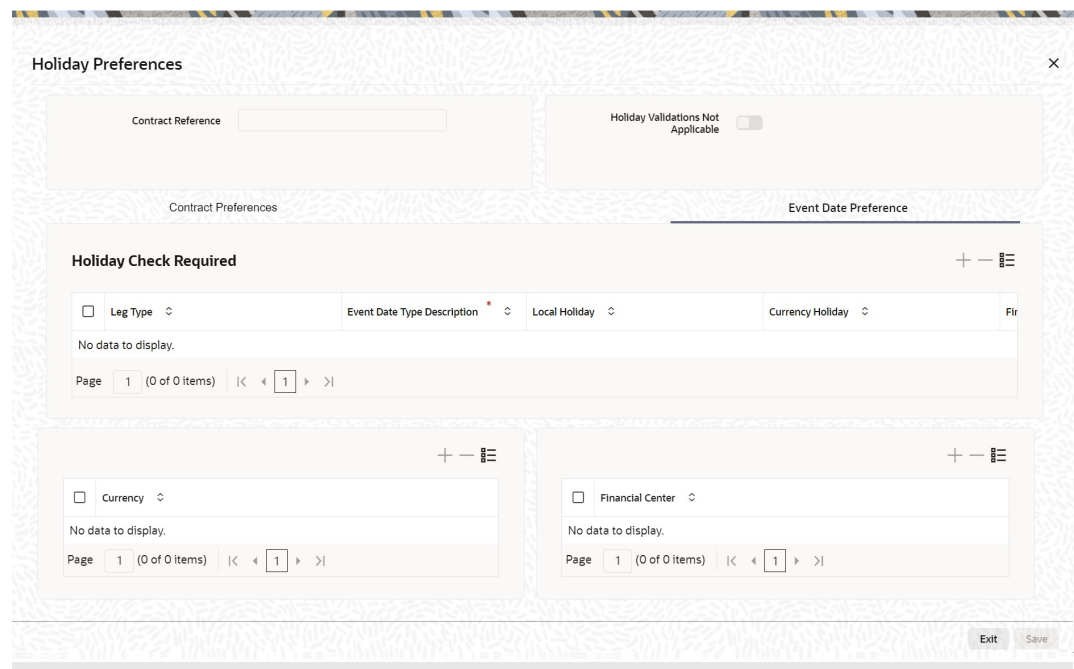 Holiday Preferences
Contract Reference
Holiday Validations Not
Applicable
Contract Preferences
Event Date Preference
Holiday Check Required
Leg Type Event Date Type Description * Local Holiday Currency Holiday Fin
No data to display.
Page 1 (0 of 0 items) 1
Currency
No data to display.
Page 1 (0 of 0 items) 1
Financial Center
No data to display.
Page 1 (0 of 0 items) 1
Exit Save